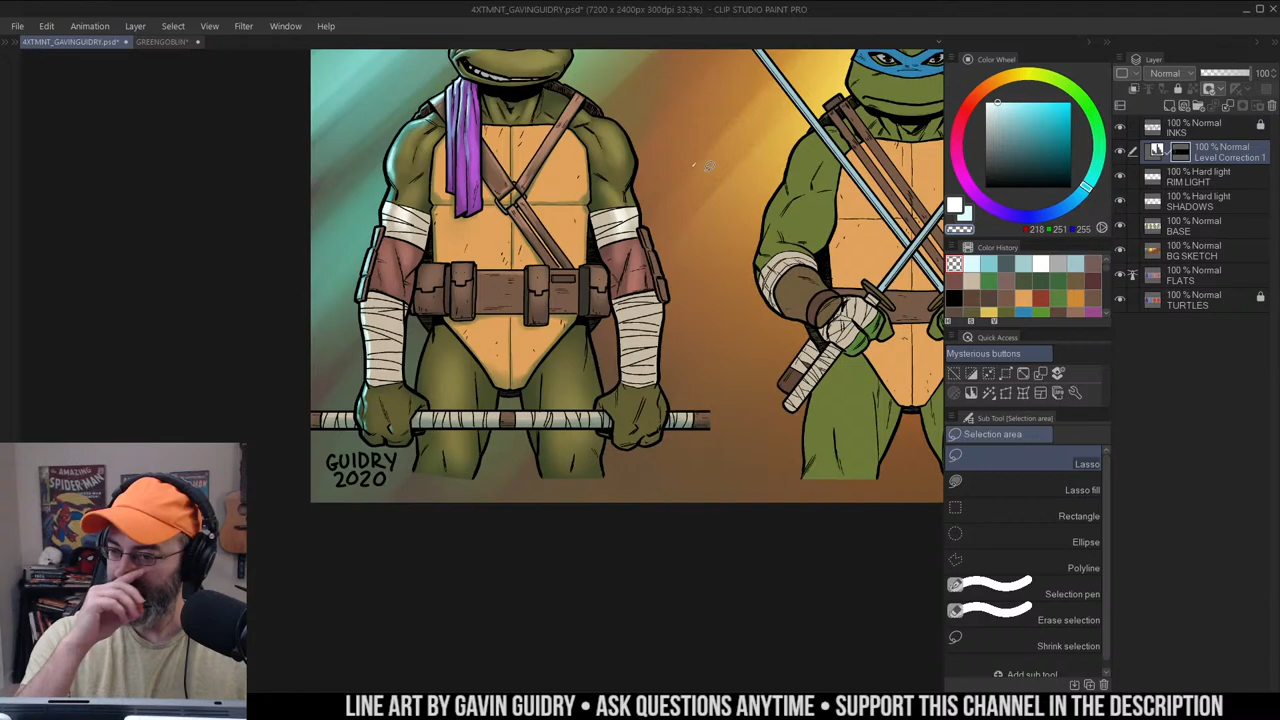 4XTMNT_GAVINGUIDRY.psd* (7200 x 2400px 300dpi 33.3%) - CLIP STUDIO PAINT PRO
File Edit Animation Layer Select View Filter Window Help
4XTMNT_GAVINGUIDRY.psd* GREENGOBLIN*
Color Wheel
218 251 255
Color History
H S V
Quick Access
Mysterious buttons
Sub Tool [Selection area]
Selection area
Lasso
Lasso fill
Rectangle
Ellipse
Polyline
Selection pen
Erase selection
Shrink selection
Add sub tool
Layer
Normal 100
100 % Normal
INKS
100 % Normal
Level Correction 1
100 % Hard light
RIM LIGHT
100 % Hard light
SHADOWS
100 % Normal
BASE
100 % Normal
BG SKETCH
100 % Normal
FLATS
100 % Normal
TURTLES
GUIDRY
2020
AMAZING
SPIDER-MAN
LINE ART BY GAVIN GUIDRY • ASK QUESTIONS ANYTIME • SUPPORT THIS CHANNEL IN THE DESCRIPTION